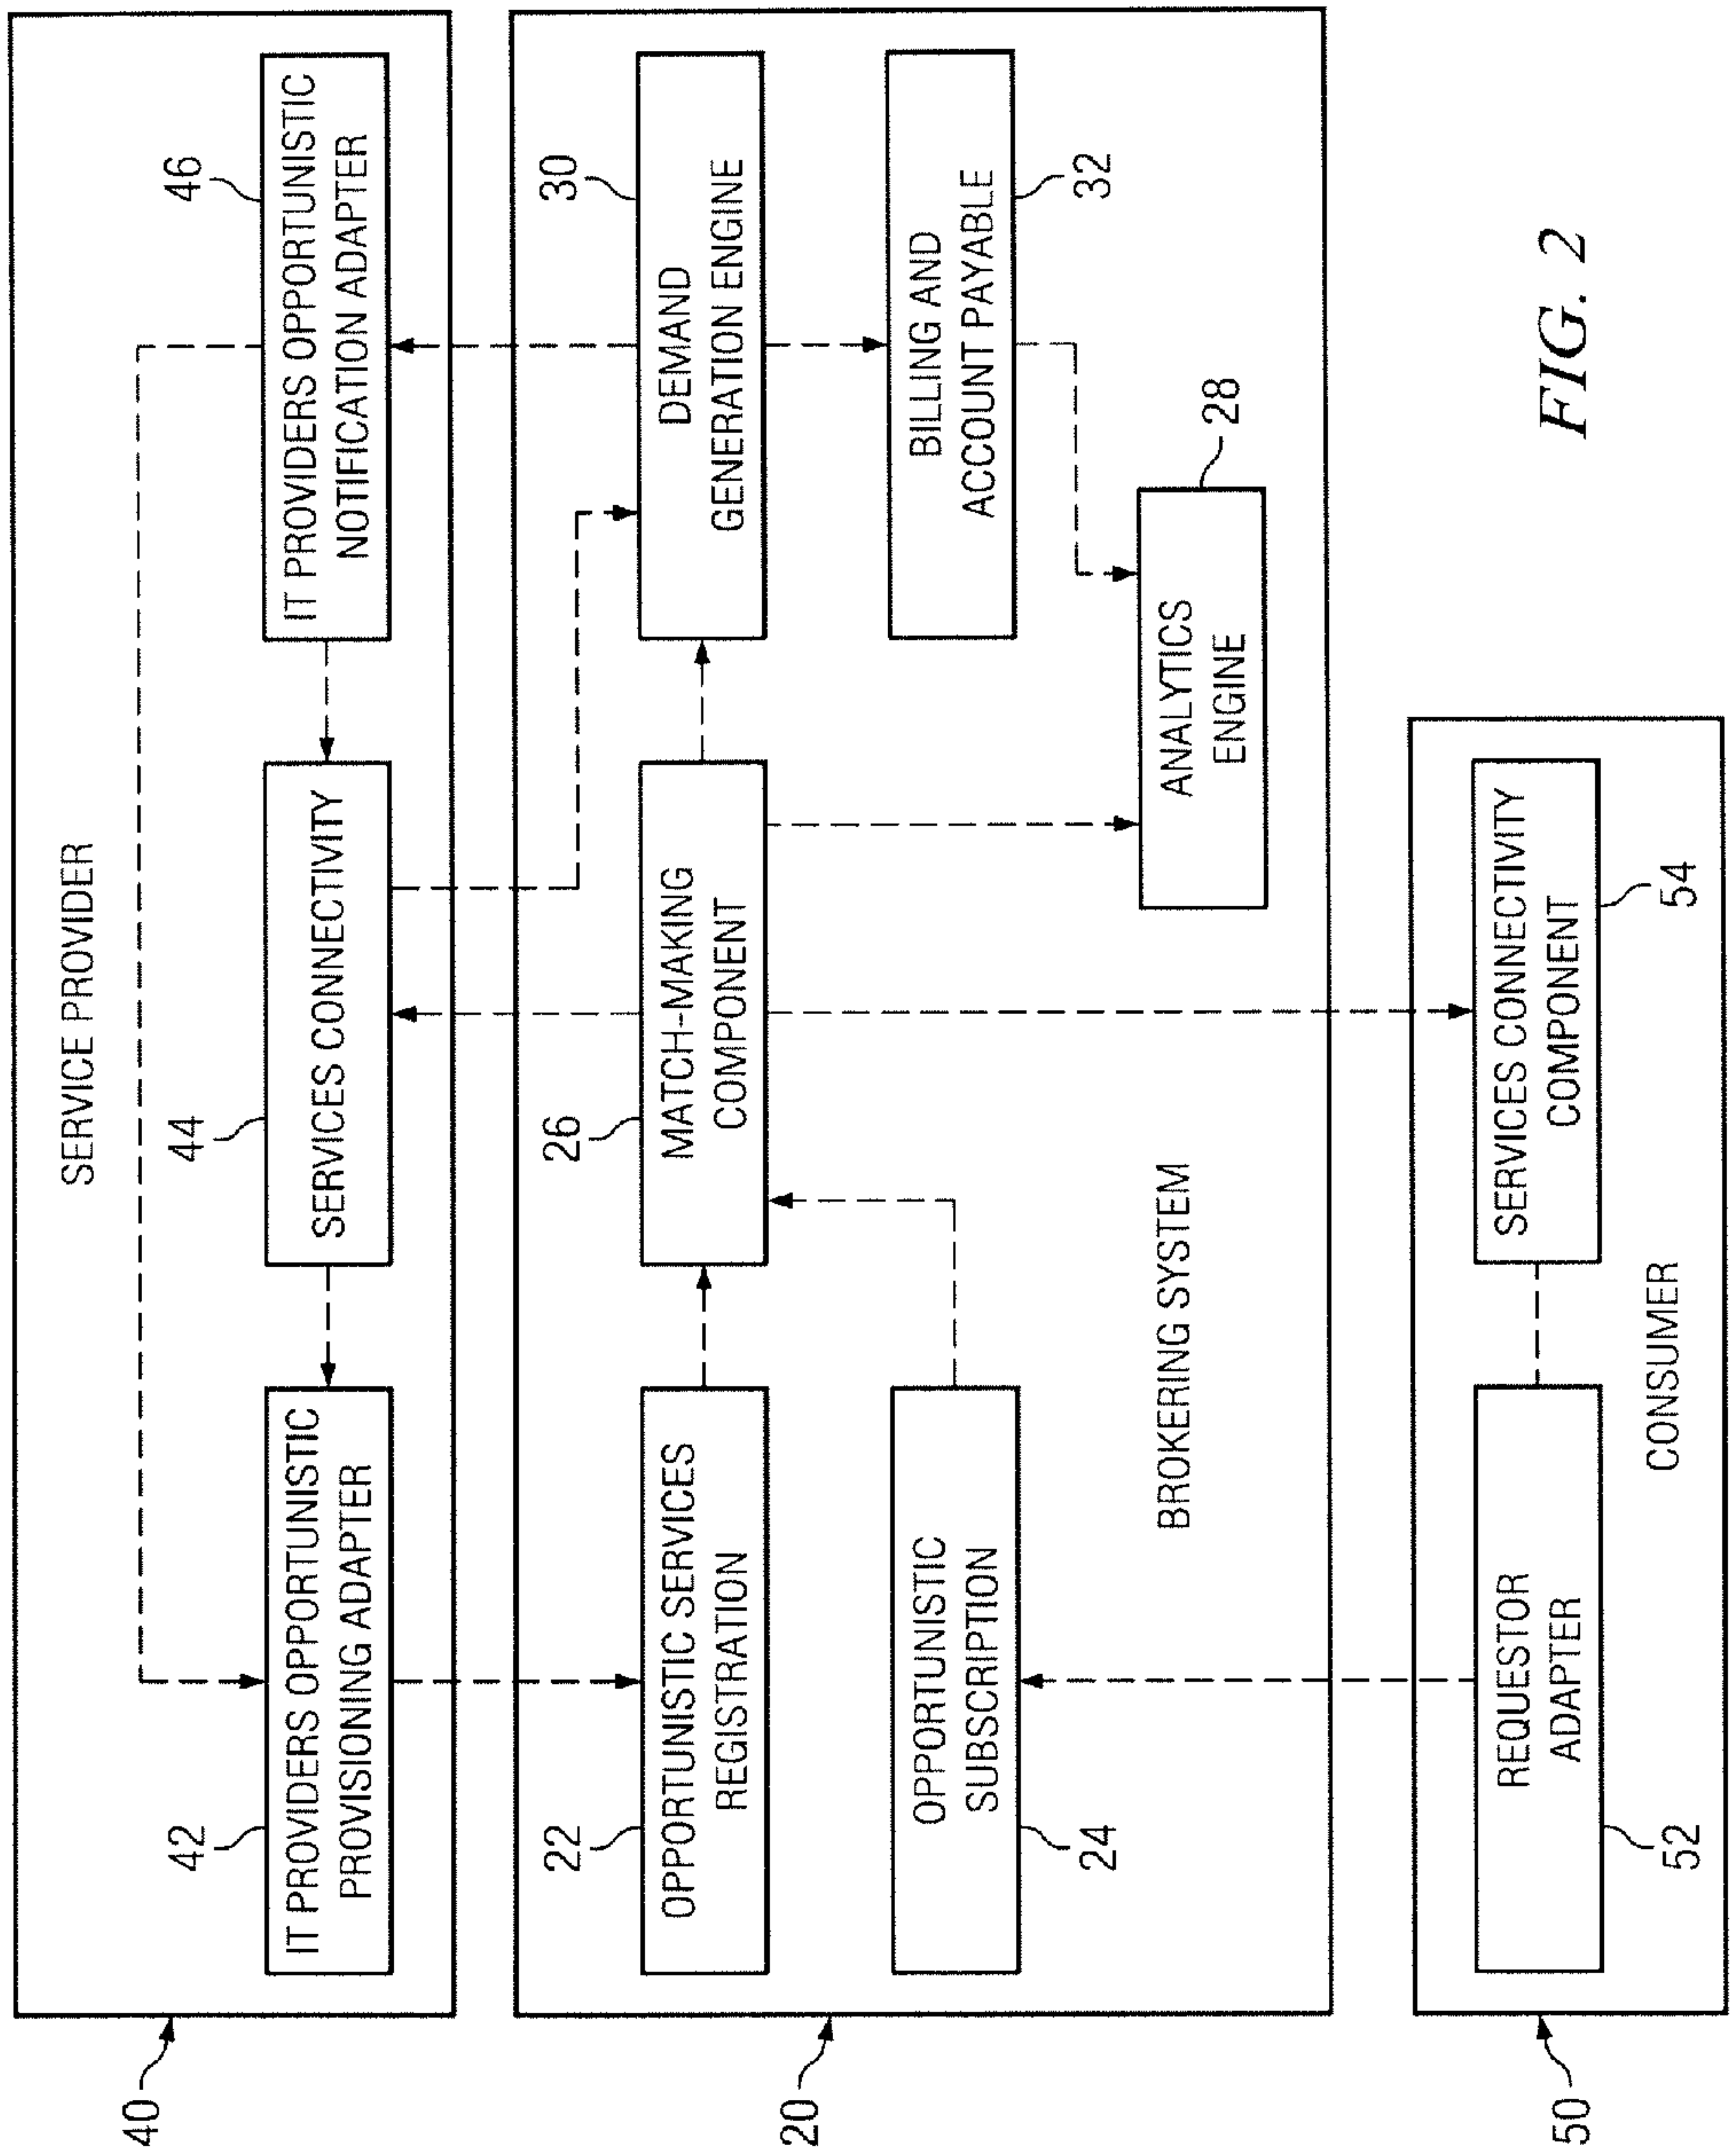 40
SERVICE PROVIDER
42
IT PROVIDERS OPPORTUNISTIC
PROVISIONING ADAPTER
44
SERVICES CONNECTIVITY
46
IT PROVIDERS OPPORTUNISTIC
NOTIFICATION ADAPTER
20
22
OPPORTUNISTIC SERVICES
REGISTRATION
26
MATCH-MAKING
COMPONENT
30
DEMAND
GENERATION ENGINE
24
OPPORTUNISTIC
SUBSCRIPTION
BILLING AND
ACCOUNT PAYABLE
32
BROKERING SYSTEM
ANALYTICS
ENGINE
28
50
REQUESTOR
ADAPTER
52
SERVICES CONNECTIVITY
COMPONENT
54
CONSUMER
FIG. 2